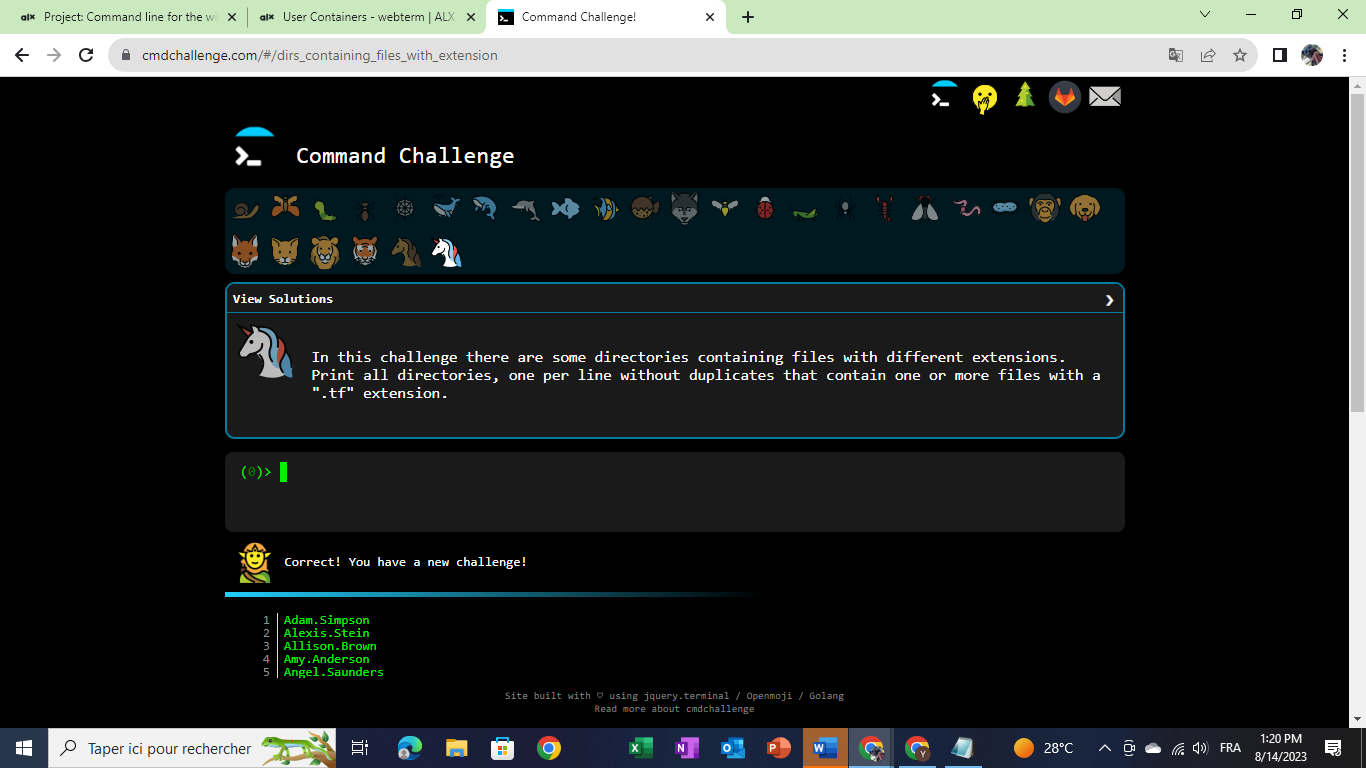 Project: Command line for the wi
User Containers - webterm | ALX
Command Challenge!
cmdchallenge.com/#/dirs_containing_files_with_extension
Command Challenge
View Solutions
In this challenge there are some directories containing files with different extensions.
Print all directories, one per line without duplicates that contain one or more files with a
".tf" extension.
(0)>
Correct! You have a new challenge!
1 Adam.Simpson
2 Alexis.Stein
3 Allison.Brown
4 Amy.Anderson
5 Angel.Saunders
Site built with ♡ using jquery.terminal / Openmoji / Golang
Read more about cmdchallenge
Taper ici pour rechercher
28°C
FRA
1:20 PM
8/14/2023